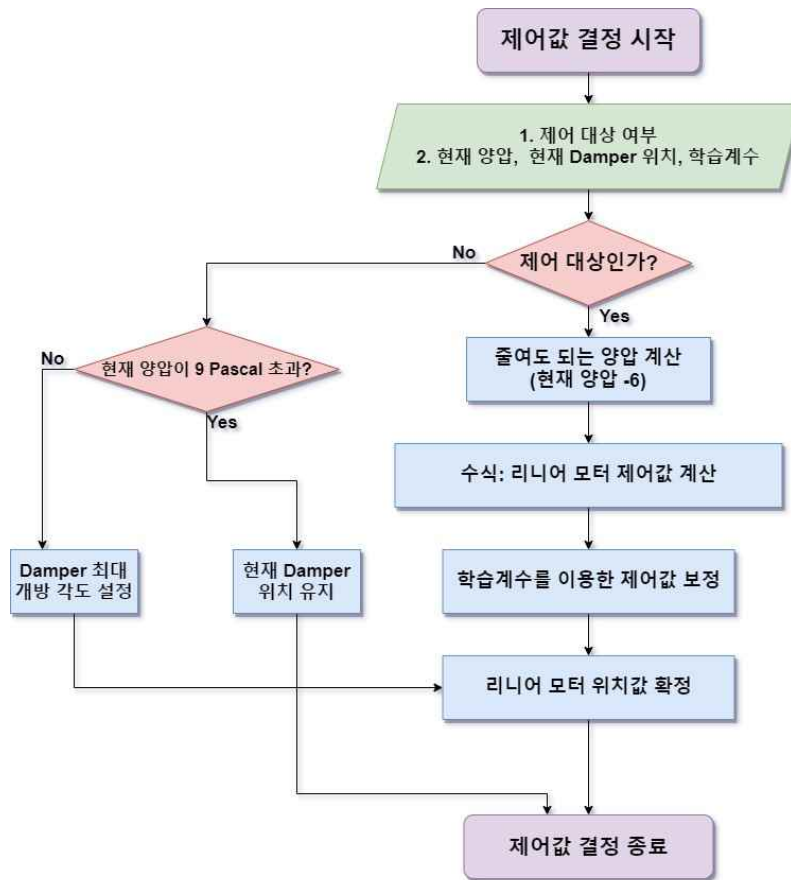 제어값 결정 시작
1. 제어 대상 여부
2. 현재 양압, 현재 Damper 위치, 학습계수
No
제어 대상인가?
Yes
No
현재 양압이 9 Pascal 초과?
Yes
줄여도 되는 양압 계산
(현재 양압 -6)
수식: 리니어 모터 제어값 계산
Damper 최대
개방 각도 설정
현재 Damper
위치 유지
학습계수를 이용한 제어값 보정
리니어 모터 위치값 확정
제어값 결정 종료